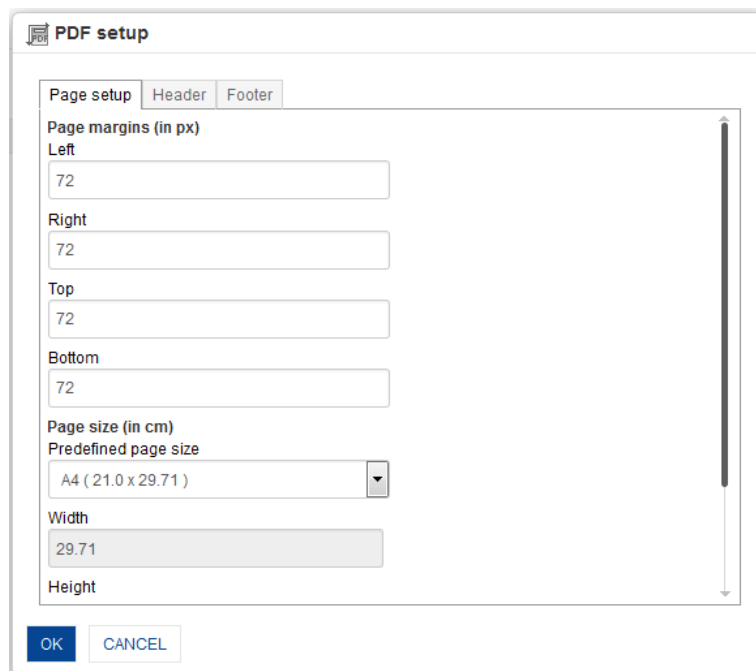 PDF
PDF setup
Page setup Header Footer
Page margins (in px)
Left
72
Right
72
Top
72
Bottom
72
Page size (in cm)
Predefined page size
A4 ( 21.0 x 29.71 )
Width
29.71
Height
OK CANCEL